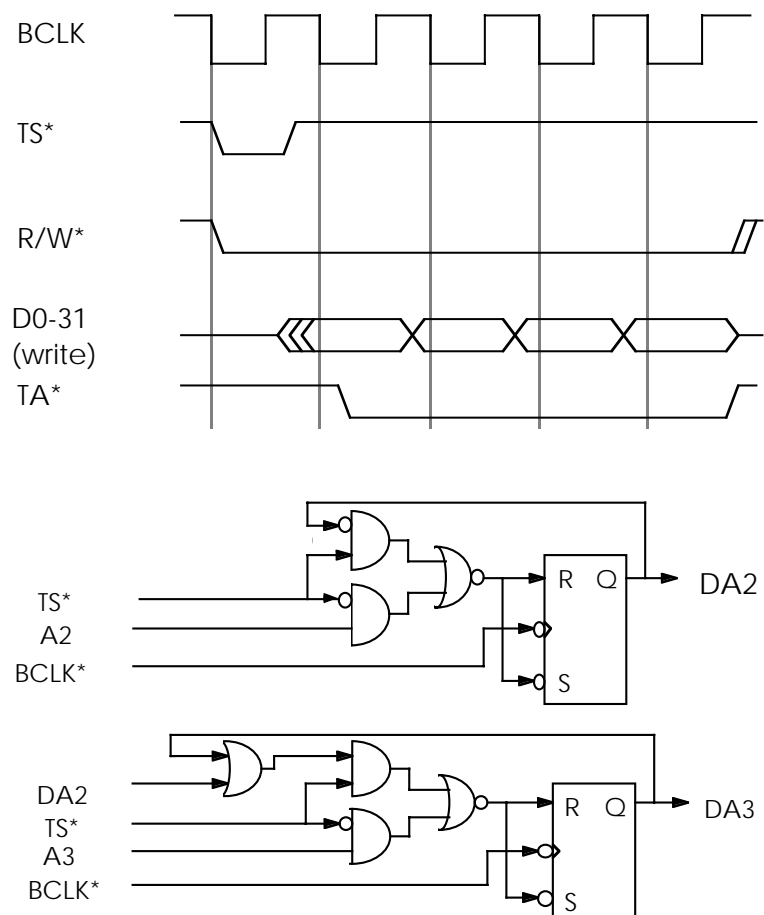 BCLK
TS*
R/W*
D0-31
(write)
TA*
TS*
A2
BCLK*
R Q
S
DA2
DA2
TS*
A3
BCLK*
R Q
S
DA3